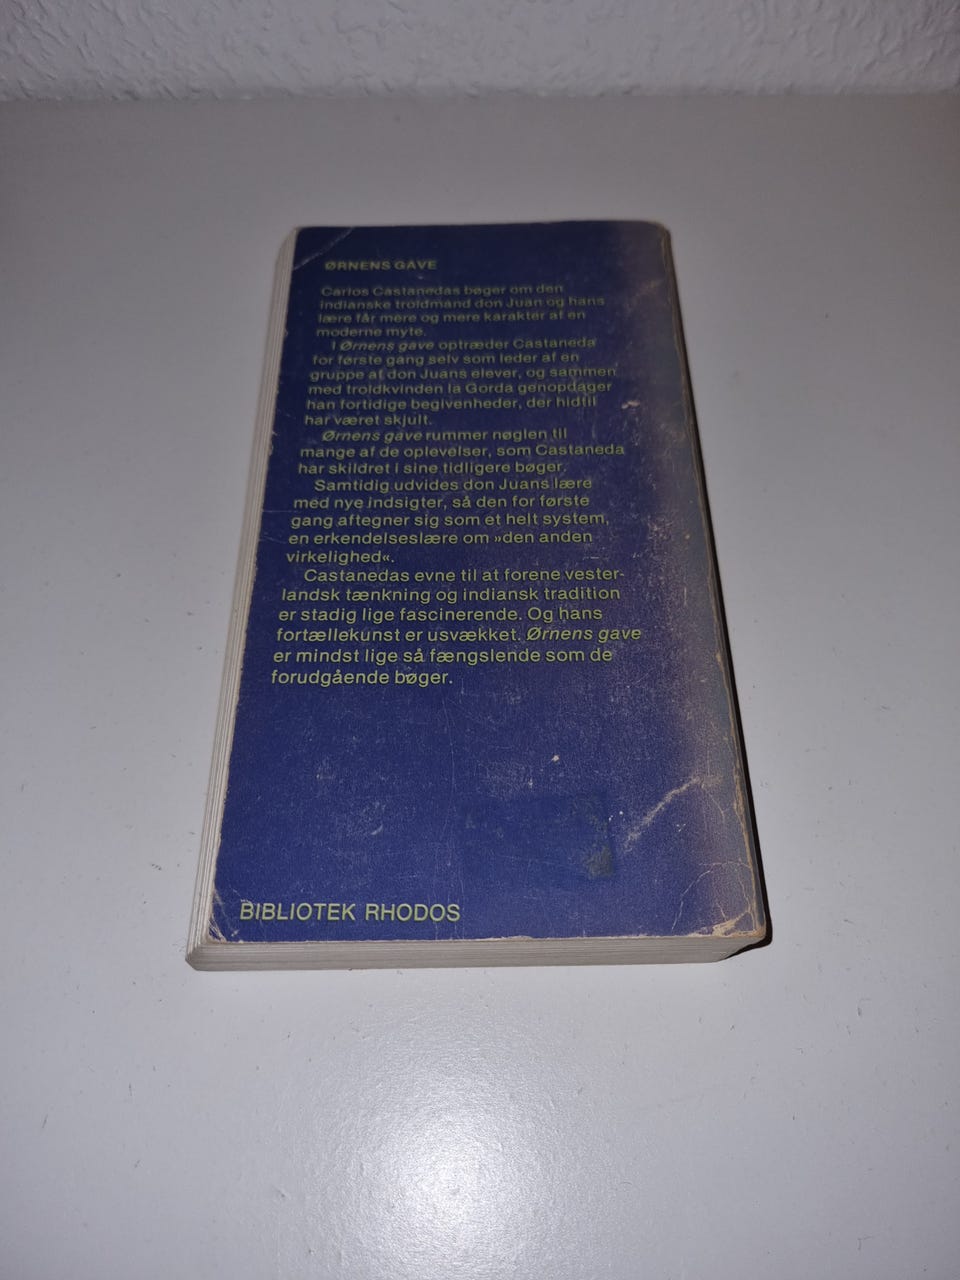 ØRNENS GAVE
Carlos Castanedas bøger om den
indianske troldmand don Juan og hans
lære får mere og mere karakter af en
moderne myte.
I Ørnens gave optræder Castaneda
for første gang selv som leder af en
gruppe af don Juans elever, og sammen
med troldkvinden la Gorda genopdager
han fortidige begivenheder, der hidtil
har været skjult.
Ørnens gave rummer nøglen til
mange af de oplevelser, som Castaneda
har skildret i sine tidligere bøger.
Samtidig udvides don Juans lære
med nye indsigter, så den for første
gang aftegner sig som et helt system,
en erkendelseslære om »den anden
virkelighed«.
Castanedas evne til at forene vester-
landsk tænkning og indiansk tradition
er stadig lige fascinerende. Og hans
fortællekunst er usvækket. Ørnens gave
er mindst lige så fængslende som de
forudgående bøger.
BIBLIOTEK RHODOS